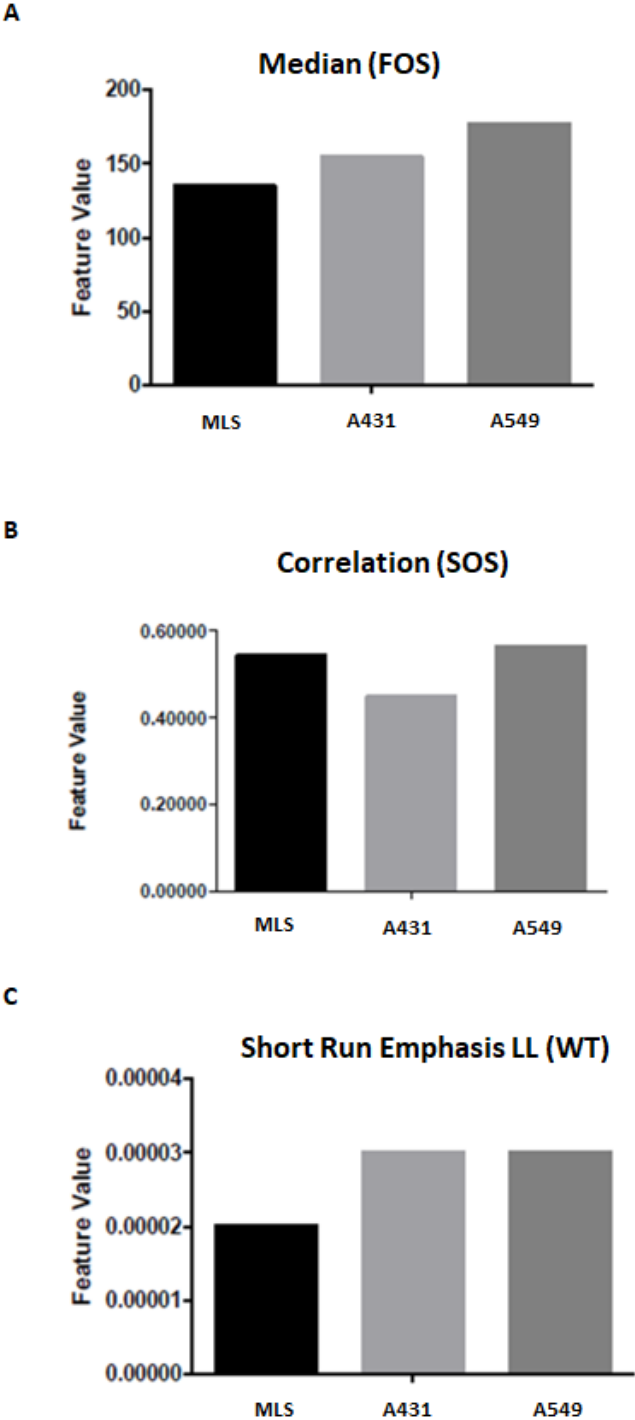 A
Median (FOS)
200
150
100
50
0
Feature Value
MLS A431 A549
B
Correlation (SOS)
0.60000
0.40000
0.20000
0.00000
Feature Value
MLS A431 A549
C
Short Run Emphasis LL (WT)
0.00004
0.00003
0.00002
0.00001
0.00000
Feature Value
MLS A431 A549